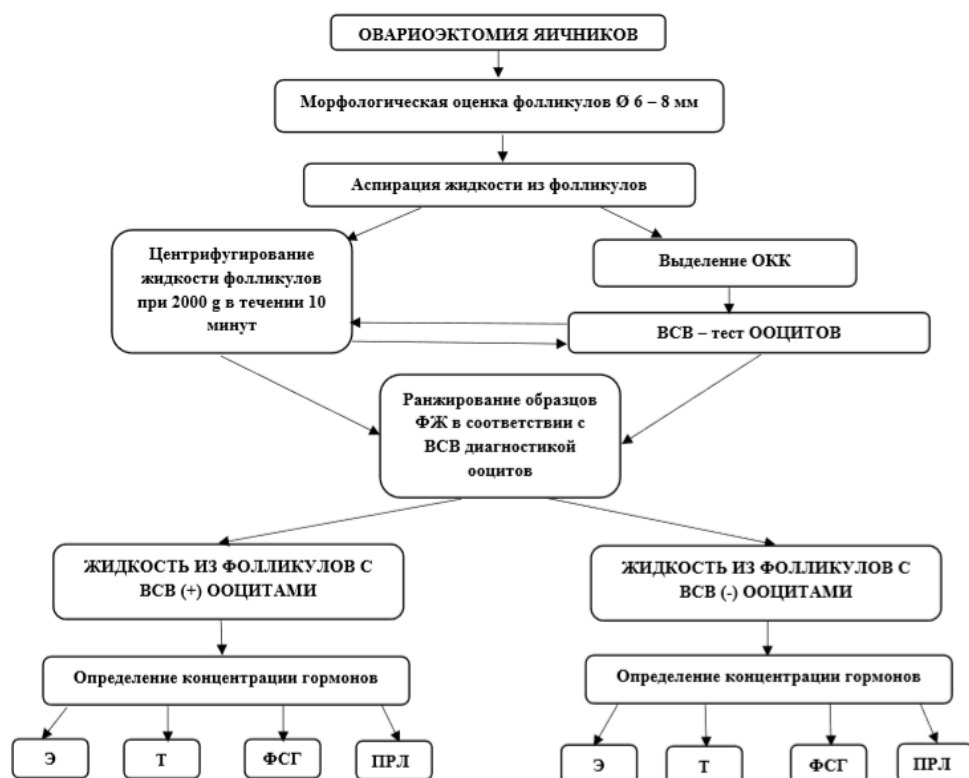 ОВАРИОЭКТОМИЯ ЯИЧНИКОВ
Морфологическая оценка фолликулов Ø 6 – 8 мм
Аспирация жидкости из фолликулов
Центрифугирование
жидкости фолликулов
при 2000 g в течении 10
минут
Выделение ОКК
ВСВ – тест ООЦИТОВ
Ранжирование образцов
ФЖ в соответствии с
ВСВ диагностикой
ооцитов
ЖИДКОСТЬ ИЗ ФОЛЛИКУЛОВ С
ВСВ (+) ООЦИТАМИ
ЖИДКОСТЬ ИЗ ФОЛЛИКУЛОВ С
ВСВ (-) ООЦИТАМИ
Определение концентрации гормонов
Определение концентрации гормонов
Э
Т
ФСГ
ПРЛ
Э
Т
ФСГ
ПРЛ